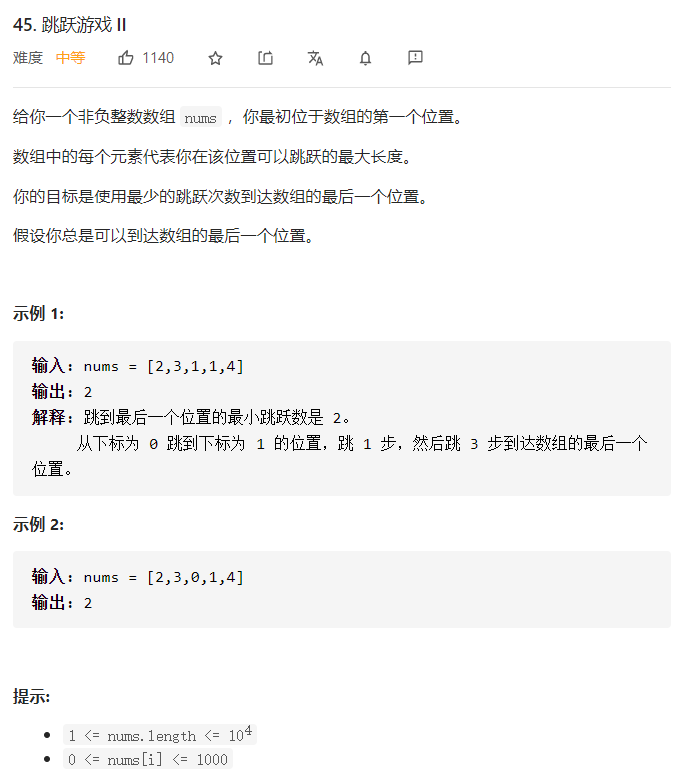 45. 跳跃游戏 II
难度 中等 1140
给你一个非负整数数组 nums ，你最初位于数组的第一个位置。
数组中的每个元素代表你在该位置可以跳跃的最大长度。
你的目标是使用最少的跳跃次数到达数组的最后一个位置。
假设你总是可以到达数组的最后一个位置。
示例 1:
输入: nums = [2,3,1,1,4]
输出: 2
解释: 跳到最后一个位置的最小跳跃数是 2。
从下标为 0 跳到下标为 1 的位置，跳 1 步，然后跳 3 步到达数组的最后一个
位置。
示例 2:
输入: nums = [2,3,0,1,4]
输出: 2
提示:
1 <= nums.length <= 10⁴
0 <= nums[i] <= 1000